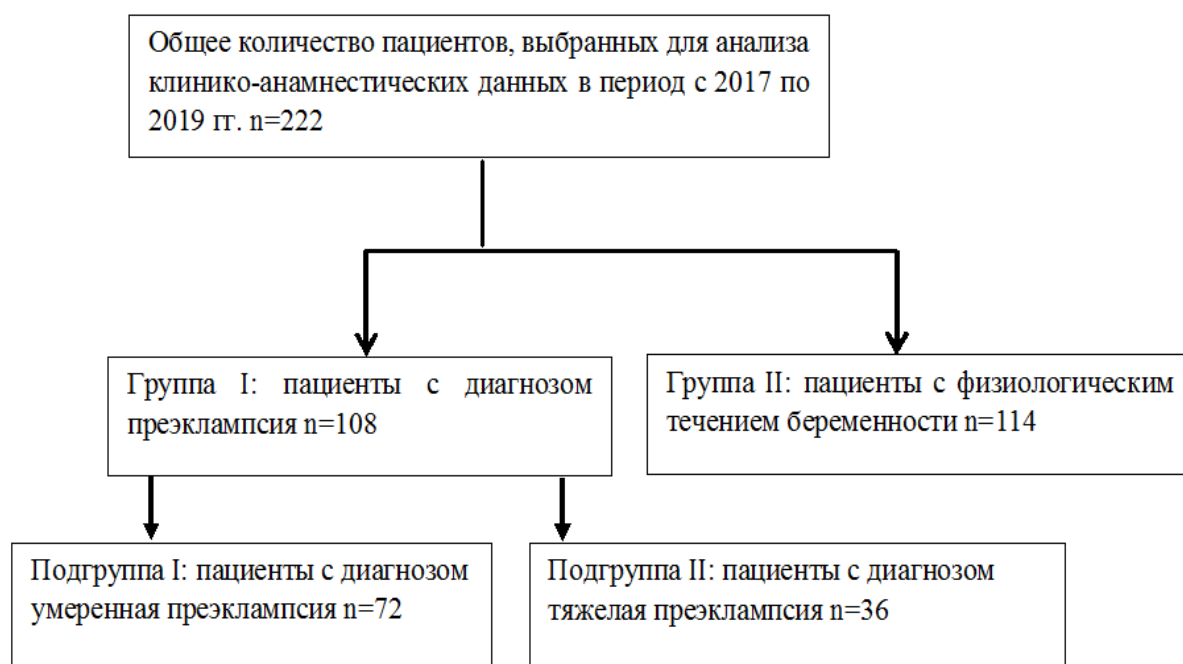 Общее количество пациентов, выбранных для анализа
клинико-анамнестических данных в период с 2017 по
2019 гг. n=222
Группа I: пациенты с диагнозом
преэклампсия n=108
Группа II: пациенты с физиологическим
течением беременности n=114
Подгруппа I: пациенты с диагнозом
умеренная преэклампсия n=72
Подгруппа II: пациенты с диагнозом
тяжелая преэклампсия n=36